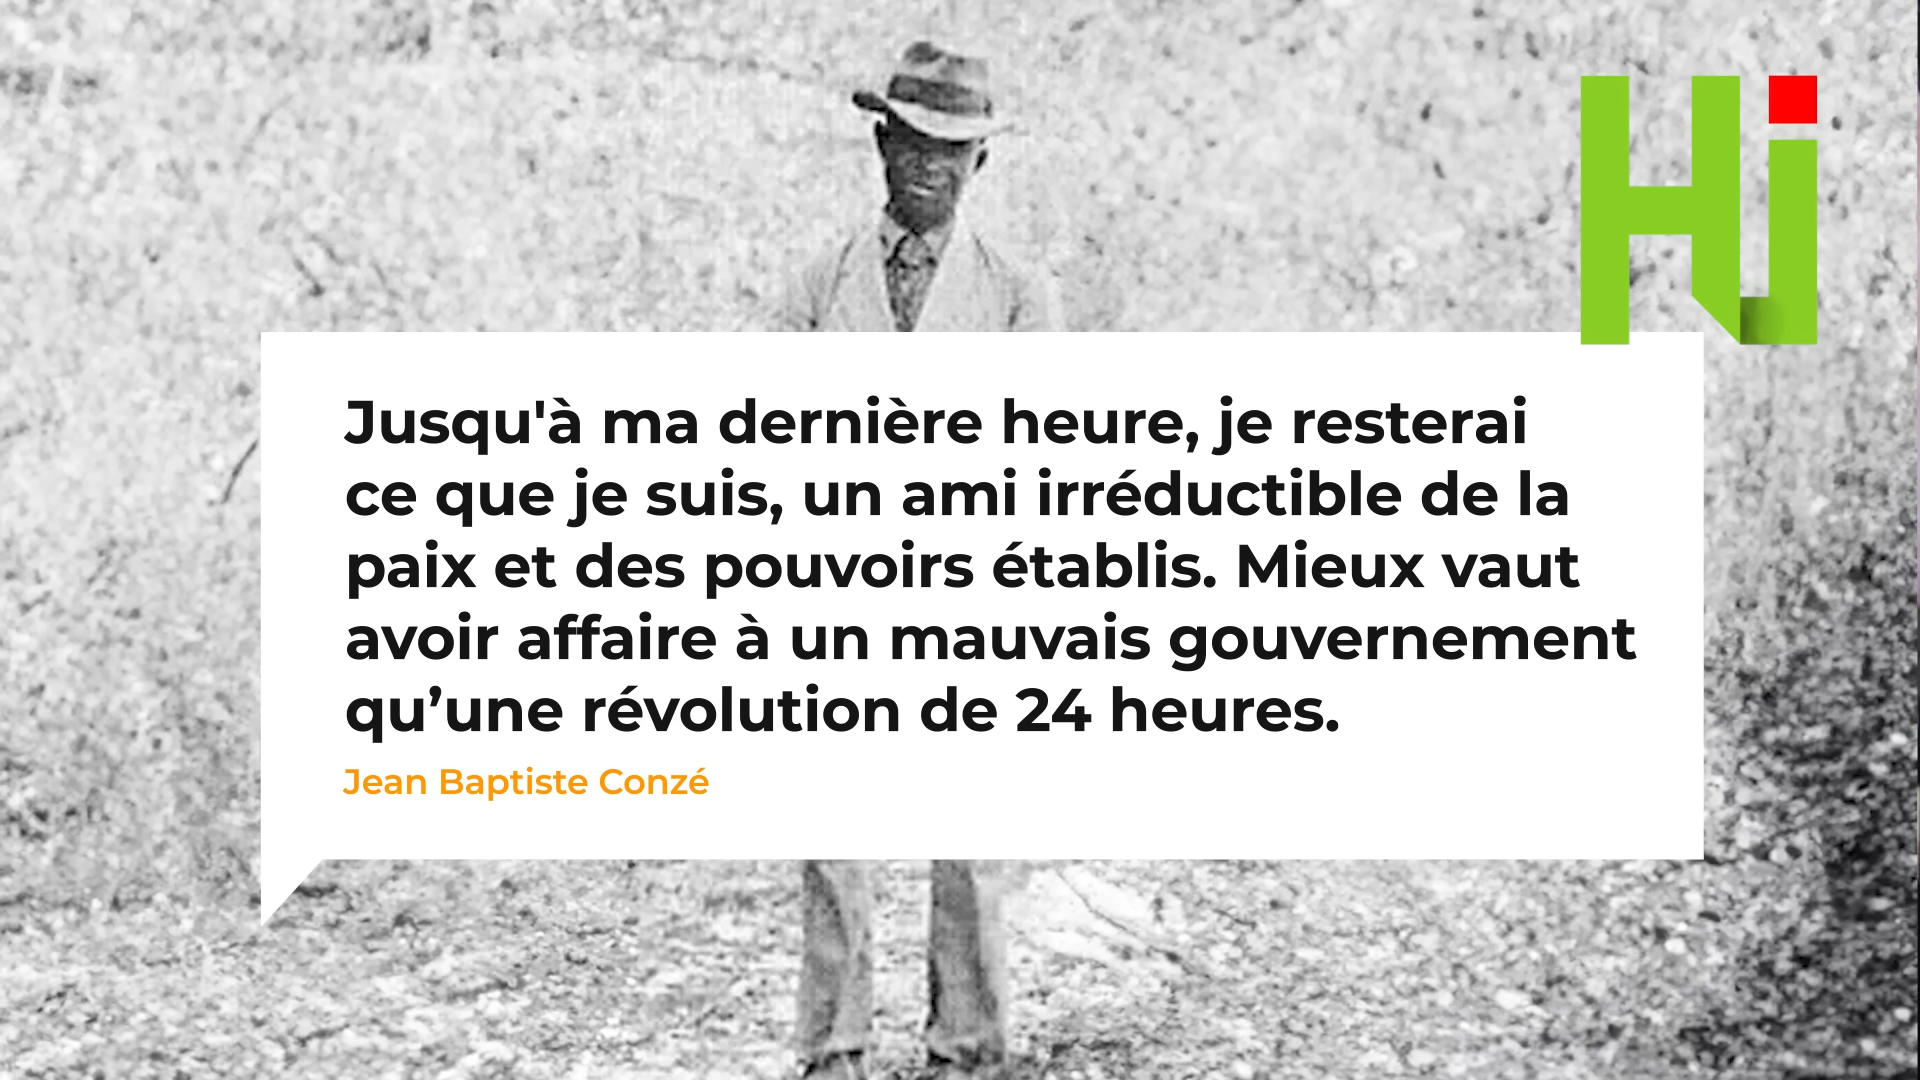 Hi
Jusqu'à ma dernière heure, je resterai
ce que je suis, un ami irréductible de la
paix et des pouvoirs établis. Mieux vaut
avoir affaire à un mauvais gouvernement
qu’une révolution de 24 heures.
Jean Baptiste Conzé